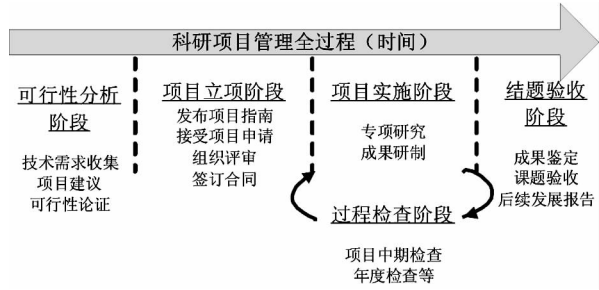 科研项目管理全过程（时间）
可行性分析
阶段
技术需求收集
项目建议
可行性论证
项目立项阶段
发布项目指南
接受项目申请
组织评审
签订合同
项目实施阶段
专项研究
成果研制
过程检查阶段
项目中期检查
年度检查等
结题验收
阶段
成果鉴定
课题验收
后续发展报告